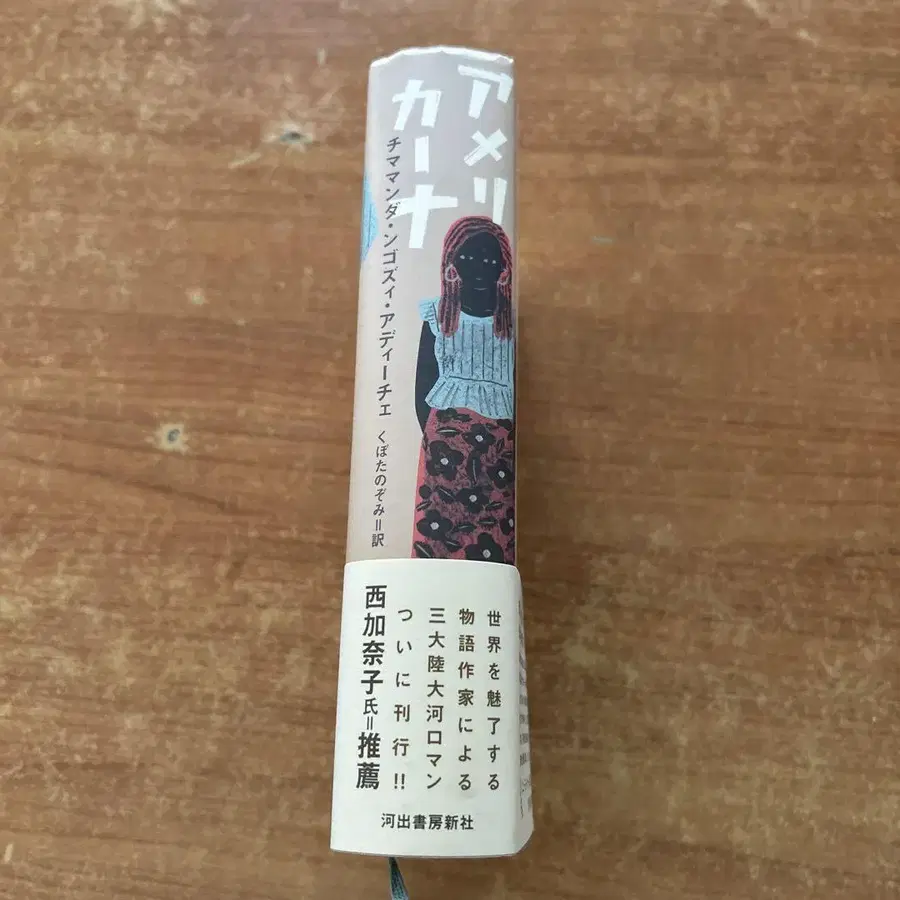 アメリ
カーナ
チママンダ・ンゴズィ・アディーチェ
くぼたのぞみ=訳
世界を魅了する
物語作家による
三大陸大河ロマン
ついに刊行!!
西加奈子氏=推薦
河出書房新社